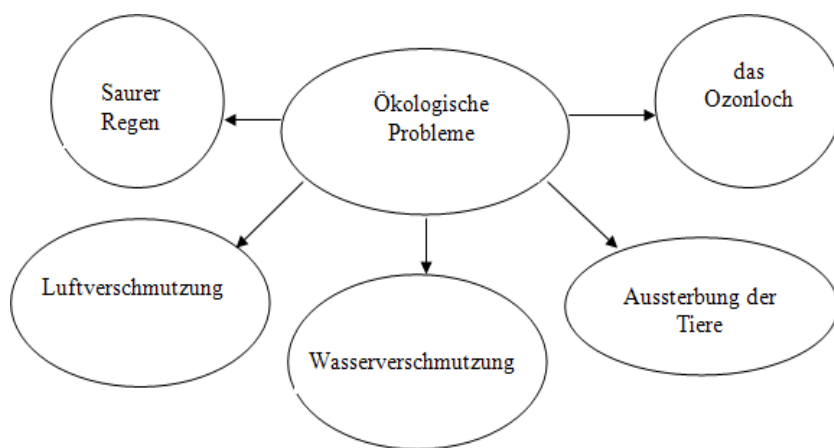 Saurer
Regen
Ökologische
Probleme
das
Ozonloch
Luftverschmutzung
Wasserverschmutzung
Aussterbung der
Tiere